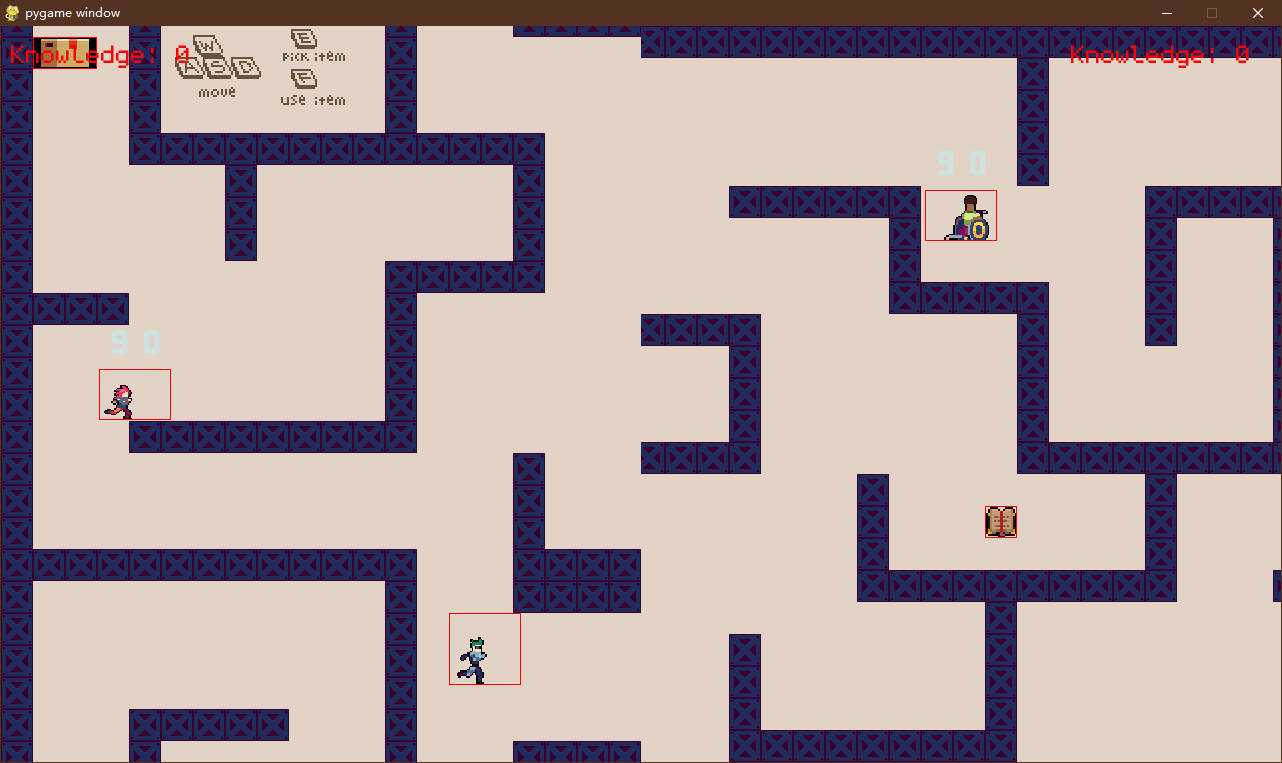 pygame window
Knowledge: 0
W
E
pick item
A S D
F
move
use item
Knowledge: 0
9 0
9 0